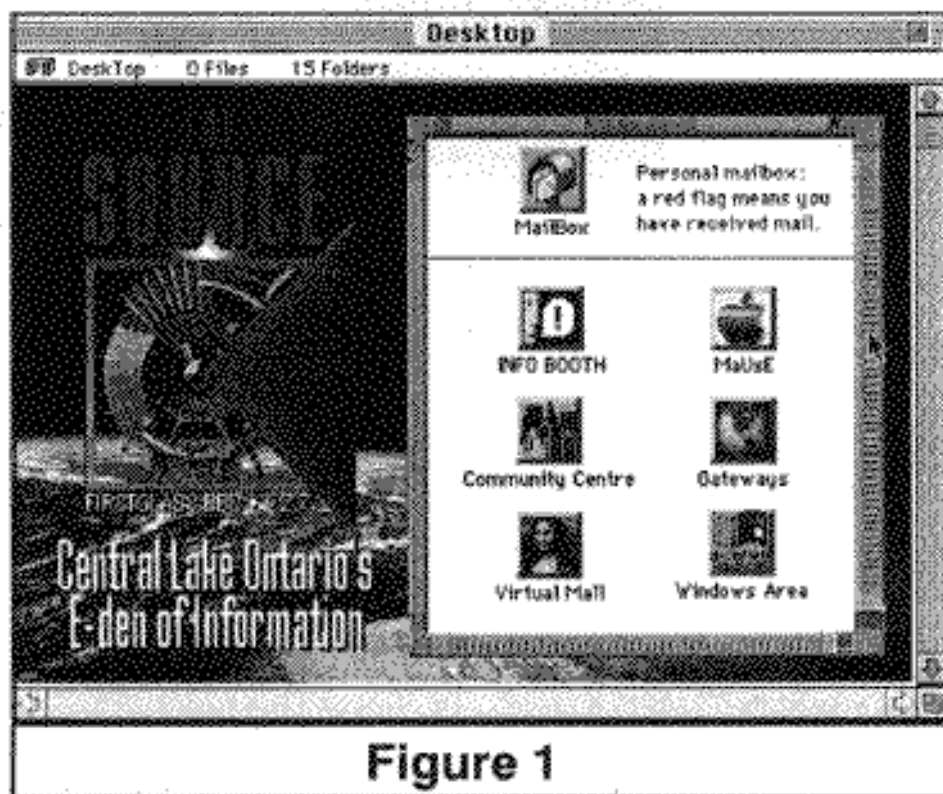 Desktop
DeskTop 0 Files 15 Folders
MailBox
Personal mailbox:
a red flag means you
have received mail.
INFO BOOTH
MaUsE
Community Centre
Gateways
Virtual Mall
Windows Area
Central Lake Ontario's
E-den of Information
Figure 1